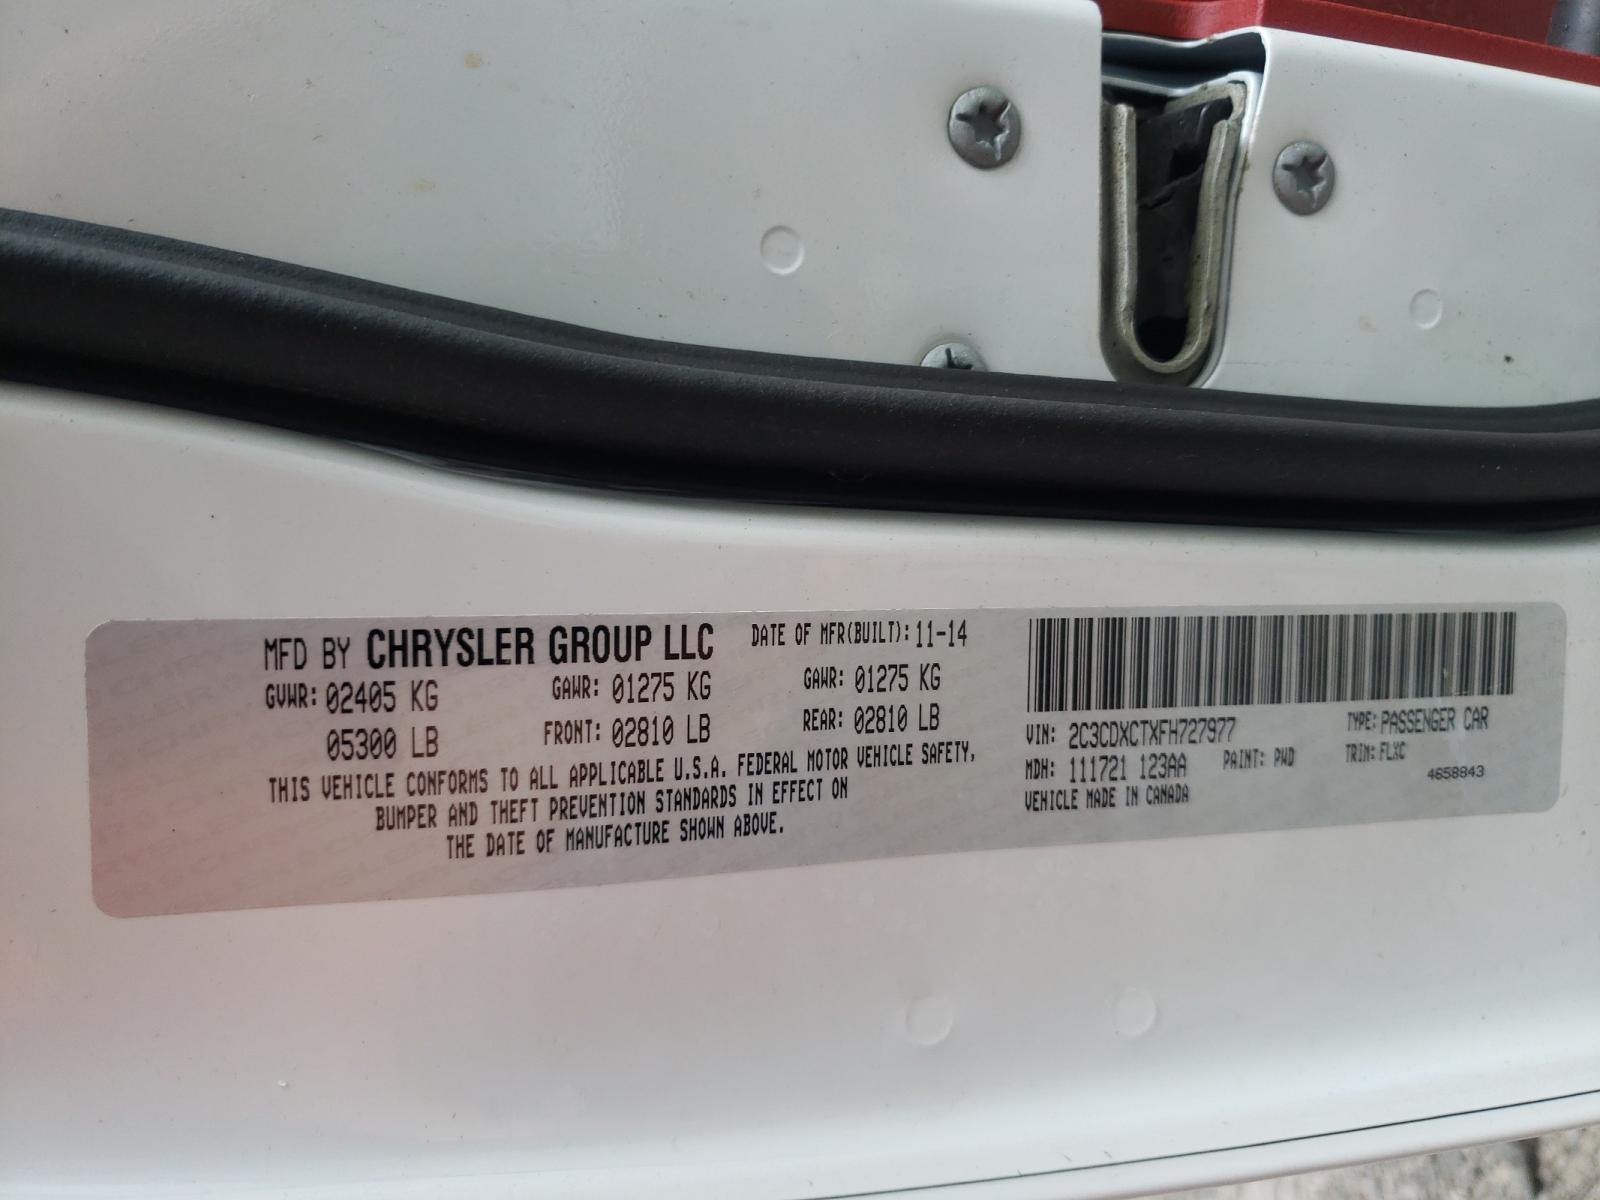 MFD BY CHRYSLER GROUP LLC DATE OF MFR(BUILT): 11-14
GVWR: 02405 KG GAWR: 01275 KG GAWR: 01275 KG
05300 LB FRONT: 02810 LB REAR: 02810 LB
THIS VEHICLE CONFORMS TO ALL APPLICABLE U.S.A. FEDERAL MOTOR VEHICLE SAFETY,
BUMPER AND THEFT PREVENTION STANDARDS IN EFFECT ON
THE DATE OF MANUFACTURE SHOWN ABOVE.
VIN: 2C3CDXCTXFH727977 TYPE: PASSENGER CAR
MDH: 111721 123AA PAINT: PWD TRIM: FLXC
VEHICLE MADE IN CANADA 4658843